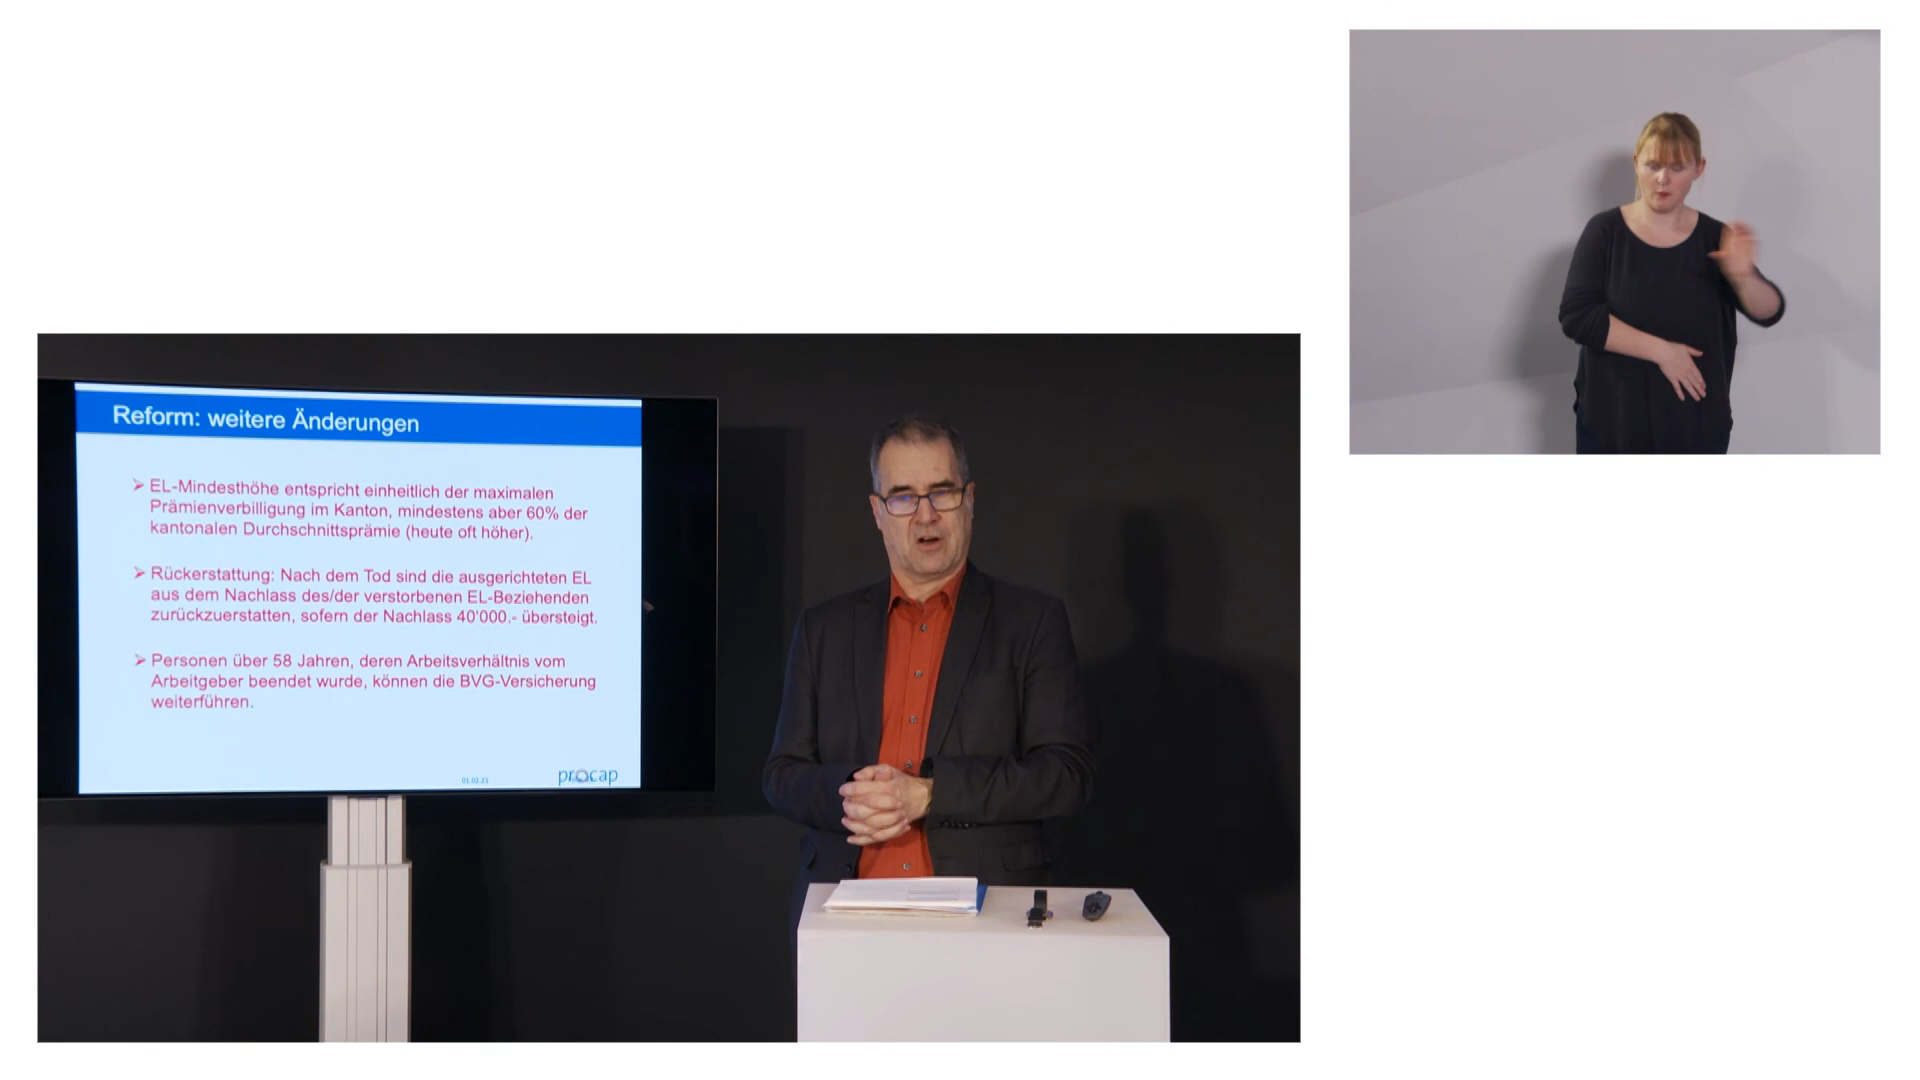 Reform: weitere Änderungen
➢ EL-Mindesthöhe entspricht einheitlich der maximalen
Prämienverbilligung im Kanton, mindestens aber 60% der
kantonalen Durchschnittsprämie (heute oft höher).
➢ Rückerstattung: Nach dem Tod sind die ausgerichteten EL
aus dem Nachlass des/der verstorbenen EL-Beziehenden
zurückzuerstatten, sofern der Nachlass 40'000.- übersteigt.
➢ Personen über 58 Jahren, deren Arbeitsverhältnis vom
Arbeitgeber beendet wurde, können die BVG-Versicherung
weiterführen.
01.02.21
procap